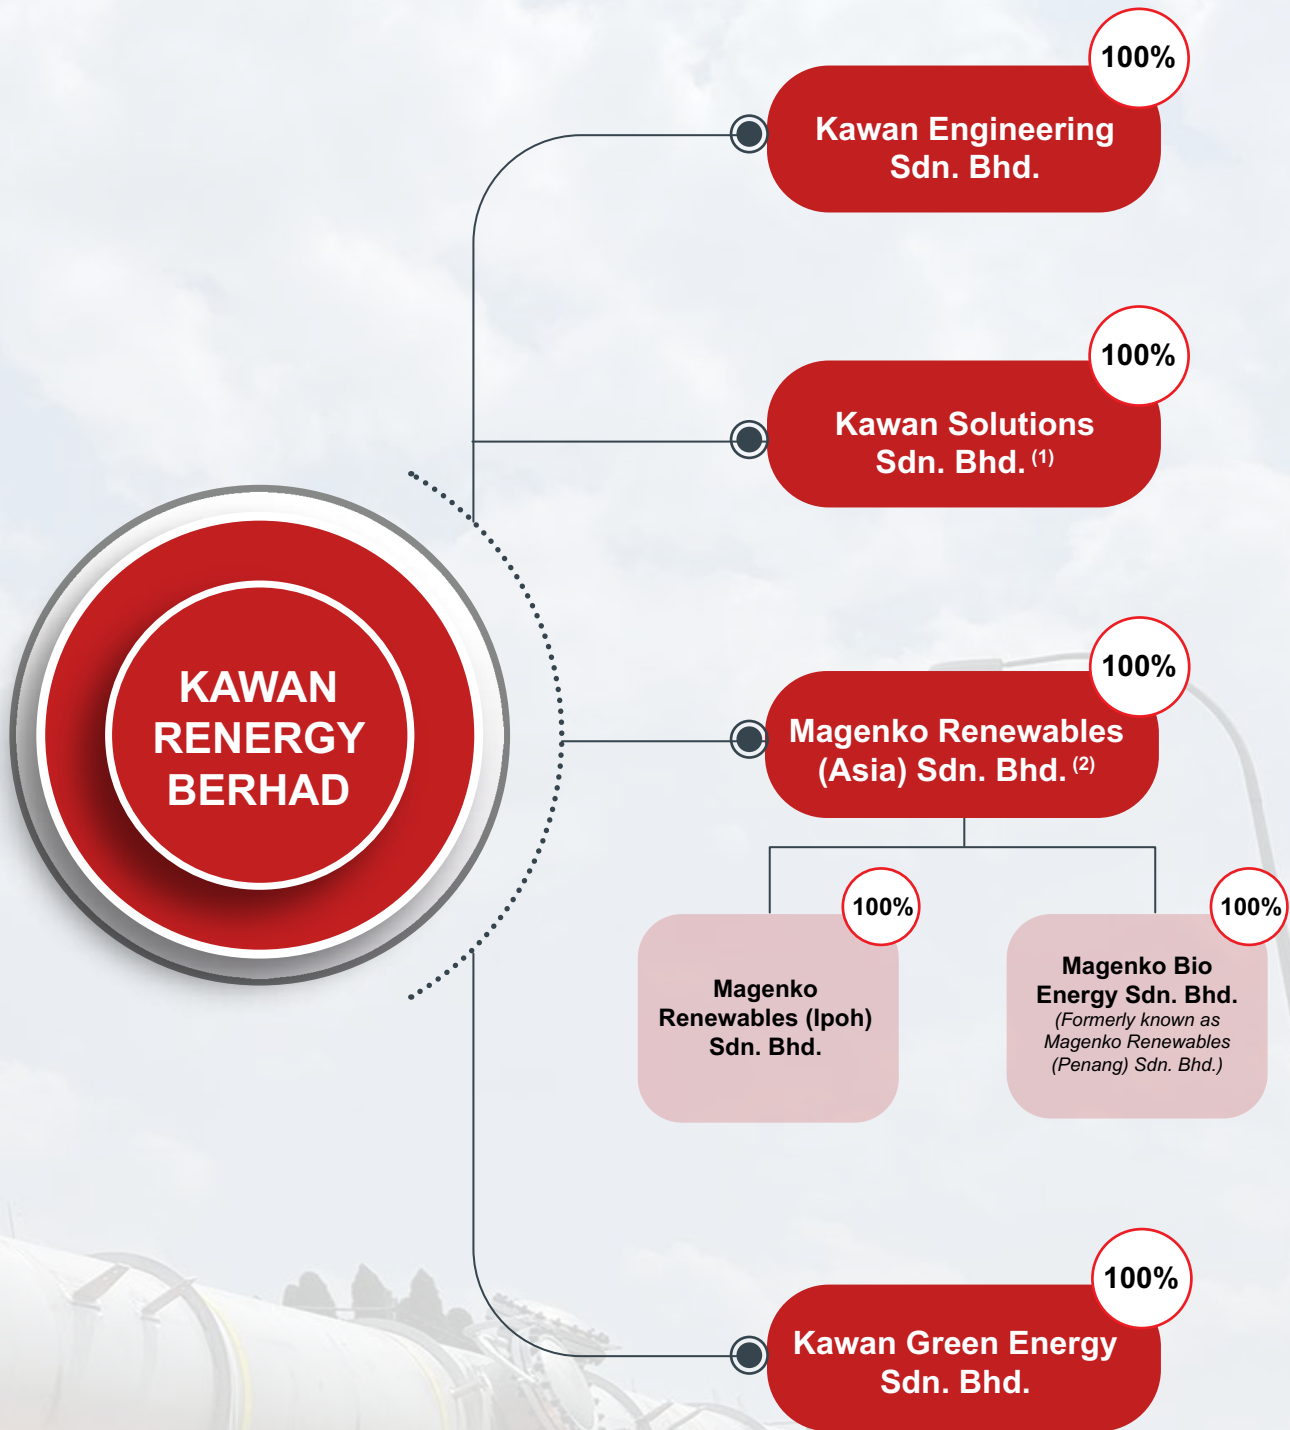 100%
Kawan Engineering
Sdn. Bhd.
100%
Kawan Solutions
Sdn. Bhd. (1)
KAWAN
RENERGY
BERHAD
100%
Magenko Renewables
(Asia) Sdn. Bhd. (2)
100%
Magenko
Renewables (Ipoh)
Sdn. Bhd.
100%
Magenko Bio
Energy Sdn. Bhd.
(Formerly known as
Magenko Renewables
(Penang) Sdn. Bhd.)
100%
Kawan Green Energy
Sdn. Bhd.